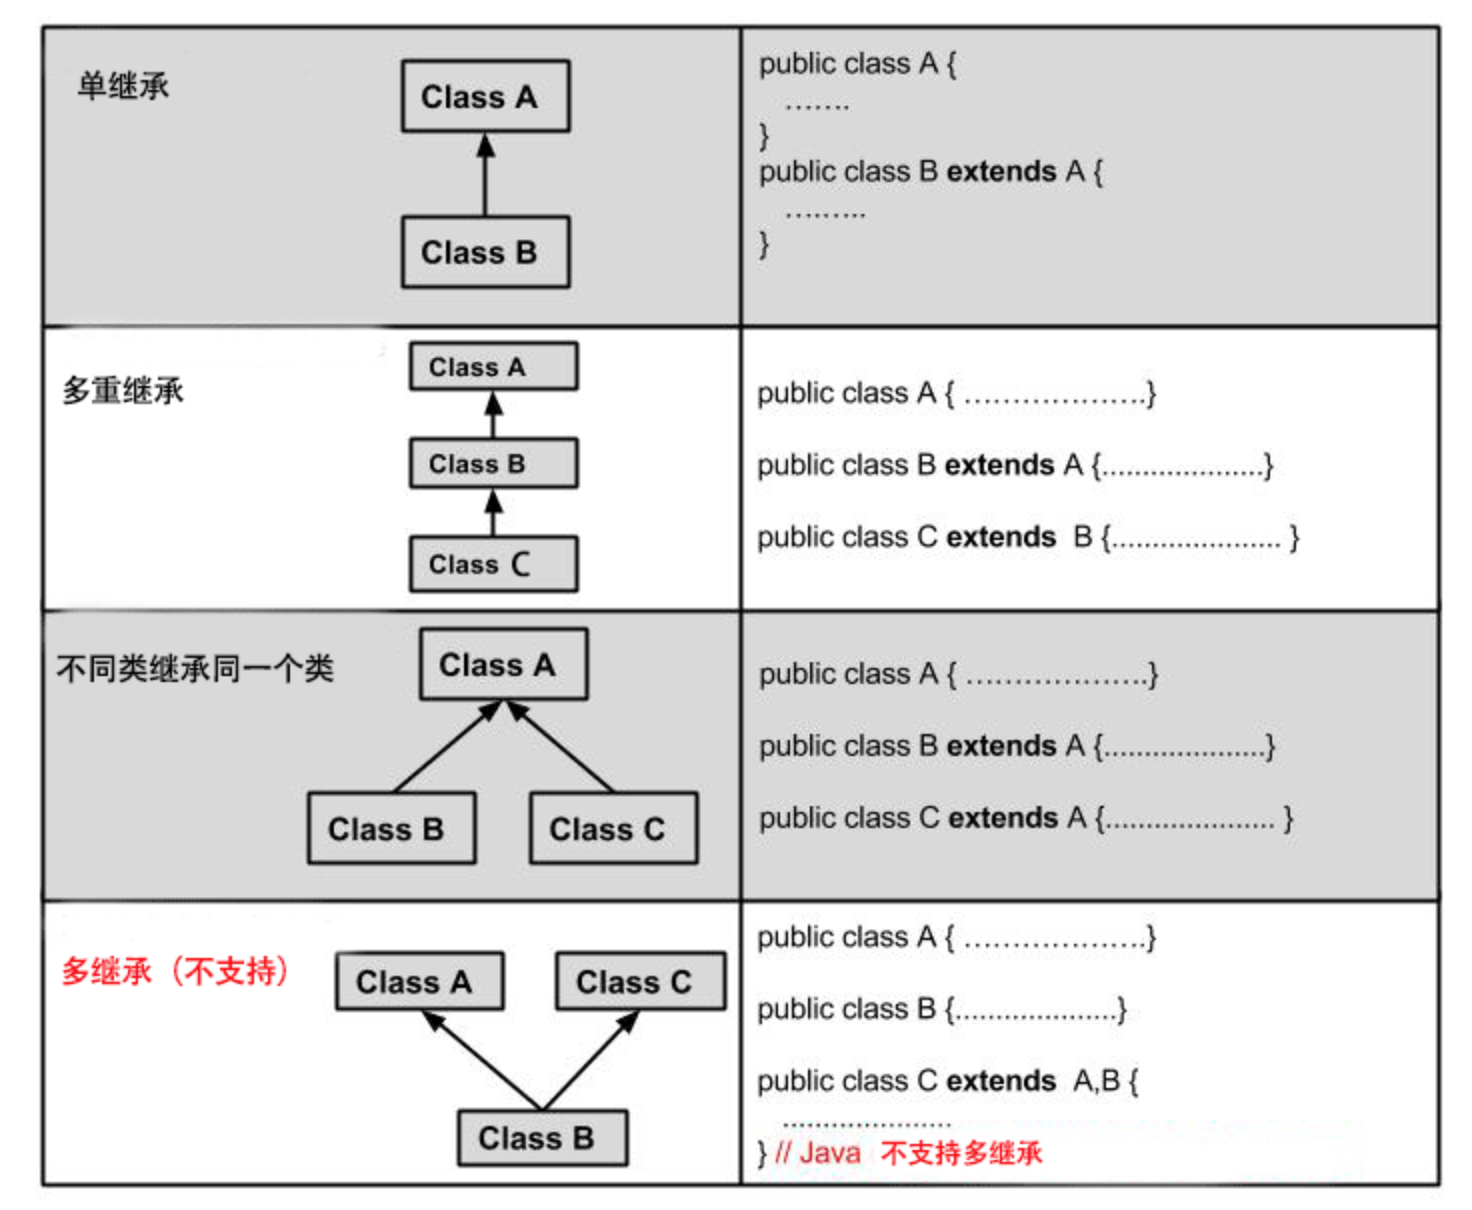 单继承
Class A
Class B
public class A {
.......
}
public class B extends A {
.........
}
多重继承
Class A
Class B
Class C
public class A { ....................}
public class B extends A {....................}
public class C extends B {..................... }
不同类继承同一个类
Class A
Class B
Class C
public class A { ....................}
public class B extends A {....................}
public class C extends A {..................... }
多继承（不支持）
Class A
Class C
Class B
public class A { ....................}
public class B {....................}
public class C extends A,B {
.....................
} // Java 不支持多继承